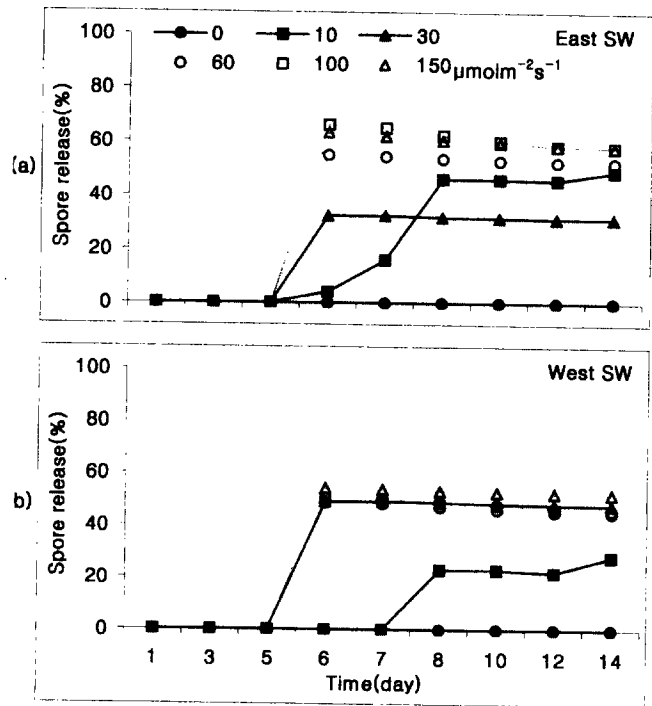 100
0 10 30 East SW
80
60 100 150μmolm⁻²s⁻¹
60
(a)
Spore release(%)
40
20
0
100
West SW
80
60
b)
Spore release(%)
40
20
0
1 3 5 6 7 8 10 12 14
Time(day)